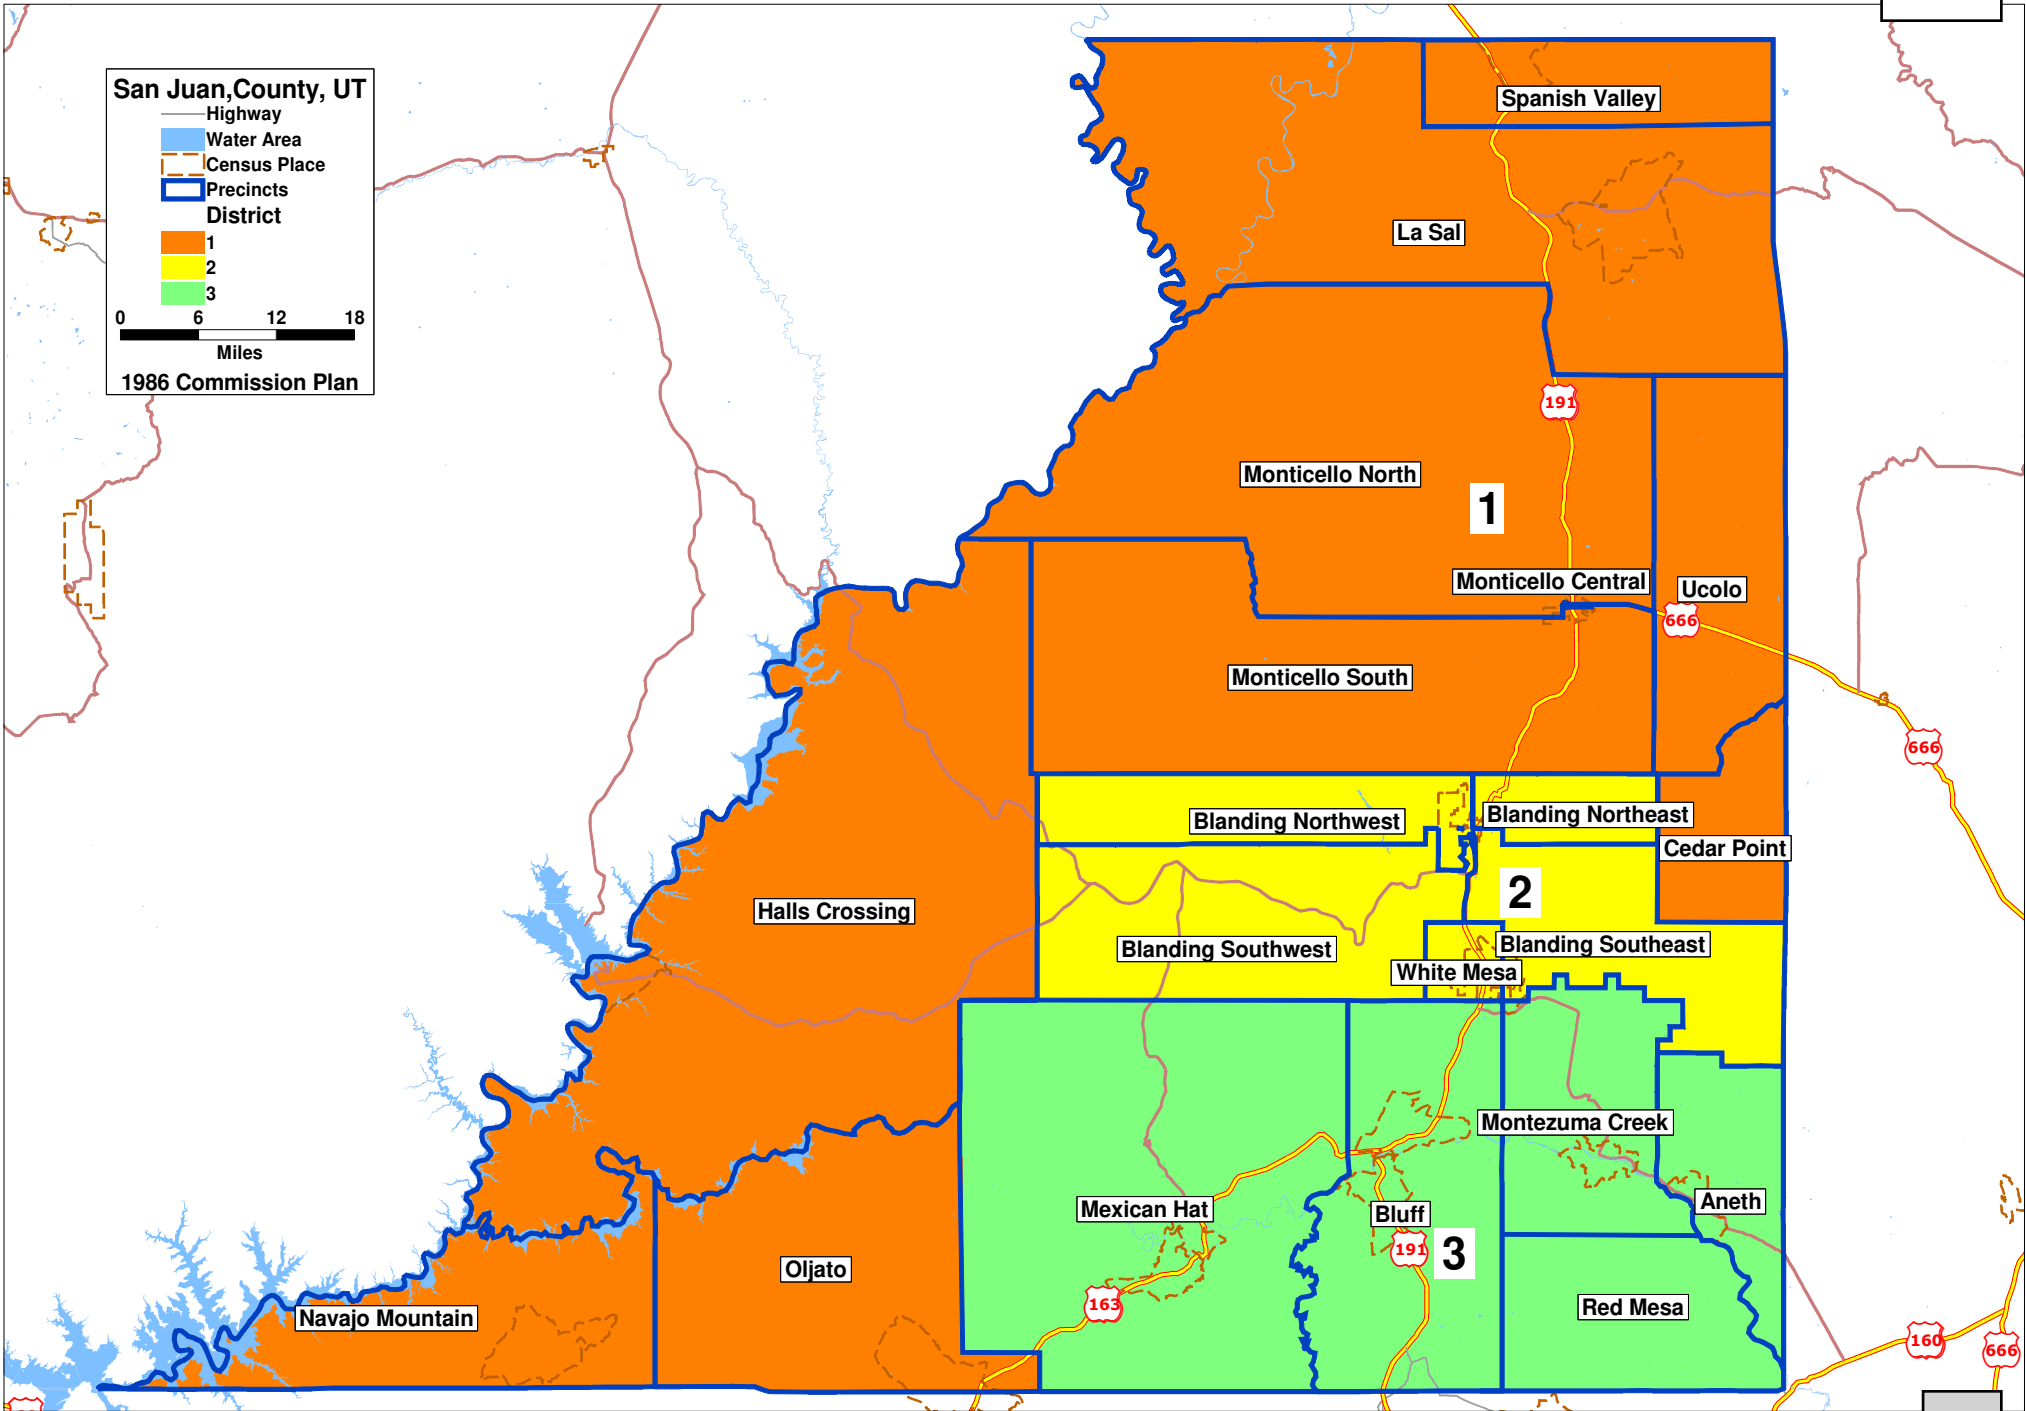 San Juan,County, UT
Highway
Water Area
Census Place
Precincts
District
1
2
3
0 6 12 18
Miles
1986 Commission Plan
Spanish Valley
La Sal
191
Monticello North
1
Monticello Central
Ucolo
666
Monticello South
666
Blanding Northwest
Blanding Northeast
Cedar Point
2
Halls Crossing
Blanding Southwest
Blanding Southeast
White Mesa
Montezuma Creek
Mexican Hat
Bluff
Aneth
191
3
Oljato
163
Red Mesa
Navajo Mountain
160
666